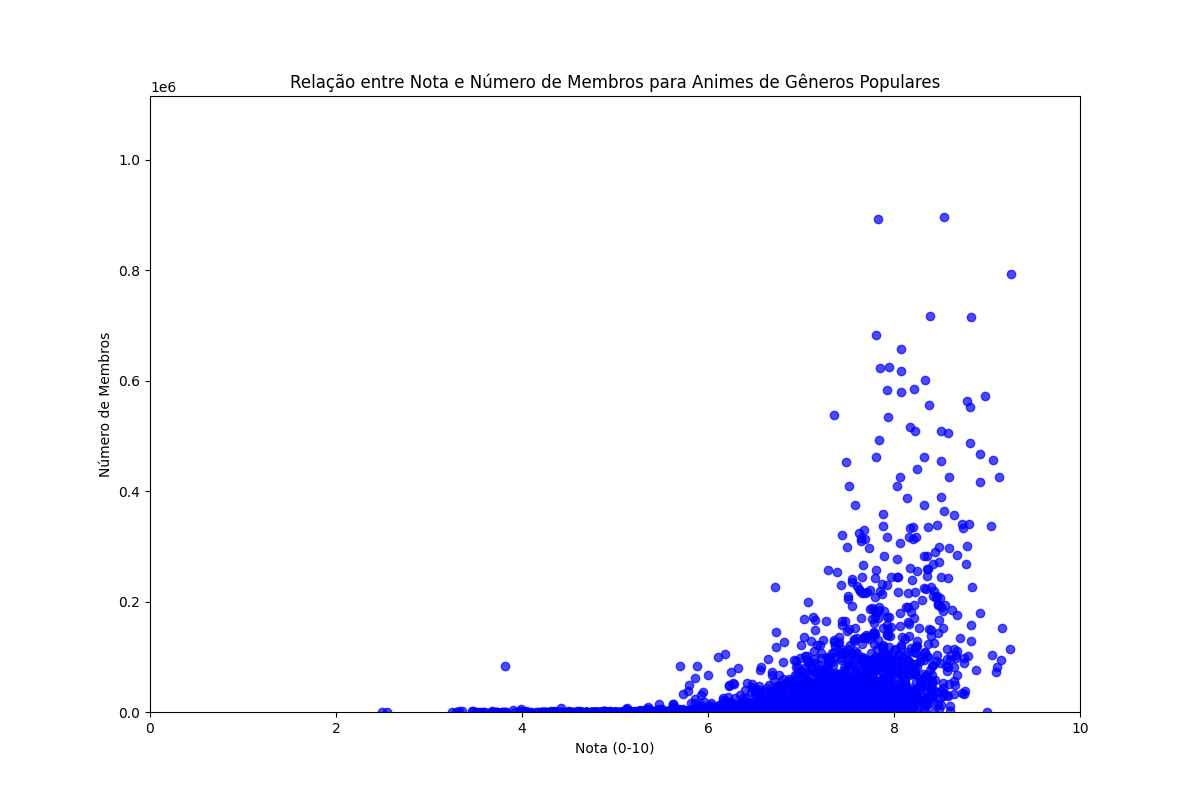 Relação entre Nota e Número de Membros para Animes de Gêneros Populares
1e6
1.0
0.8
0.6
0.4
0.2
0.0
Número de Membros
0 2 4 6 8 10
Nota (0-10)